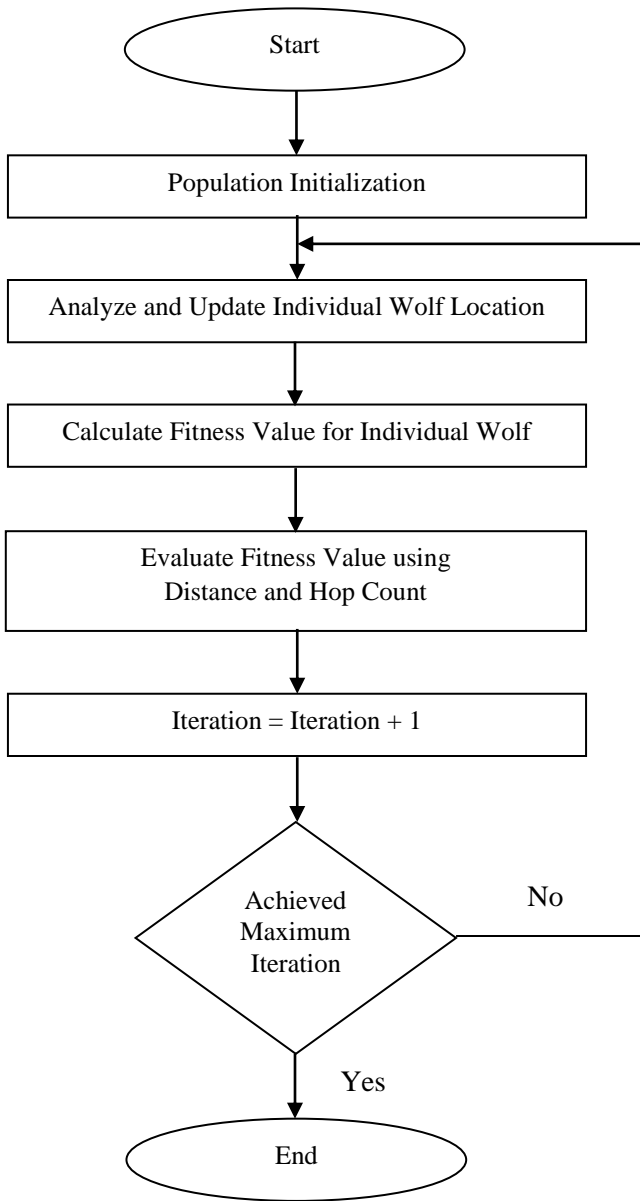 Start
Population Initialization
Analyze and Update Individual Wolf Location
Calculate Fitness Value for Individual Wolf
Evaluate Fitness Value using
Distance and Hop Count
Iteration = Iteration + 1
Achieved
Maximum
Iteration
No
Yes
End